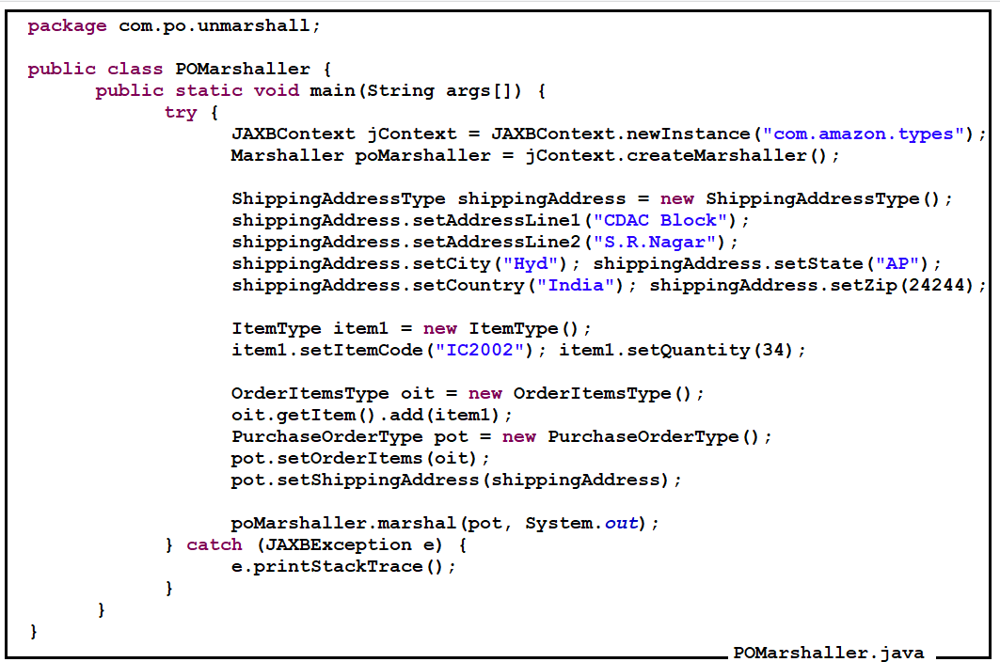 package com.po.unmarshall;
public class POMarshaller {
public static void main(String args[]) {
try {
JAXBContext jContext = JAXBContext.newInstance("com.amazon.types");
Marshaller poMarshaller = jContext.createMarshaller();
ShippingAddressType shippingAddress = new ShippingAddressType();
shippingAddress.setAddressLine1("CDAC Block");
shippingAddress.setAddressLine2("S.R.Nagar");
shippingAddress.setCity("Hyd"); shippingAddress.setState("AP");
shippingAddress.setCountry("India"); shippingAddress.setZip(24244);
ItemType item1 = new ItemType();
item1.setItemCode("IC2002"); item1.setQuantity(34);
OrderItemsType oit = new OrderItemsType();
oit.getItem().add(item1);
PurchaseOrderType pot = new PurchaseOrderType();
pot.setOrderItems(oit);
pot.setShippingAddress(shippingAddress);
poMarshaller.marshal(pot, System.out);
} catch (JAXBException e) {
e.printStackTrace();
}
}
}
POMarshaller.java